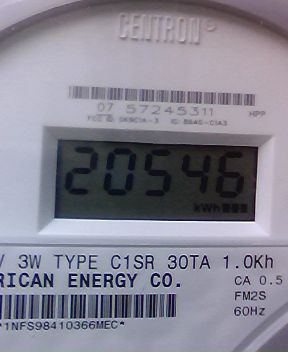 CENTRON®
07 57245311 HPP
20546
kWh
V 3W TYPE C1SR 30TA 1.0Kh
RICAN ENERGY CO. CA 0.5
FM2S
*1NFS98410366MEC* 60Hz